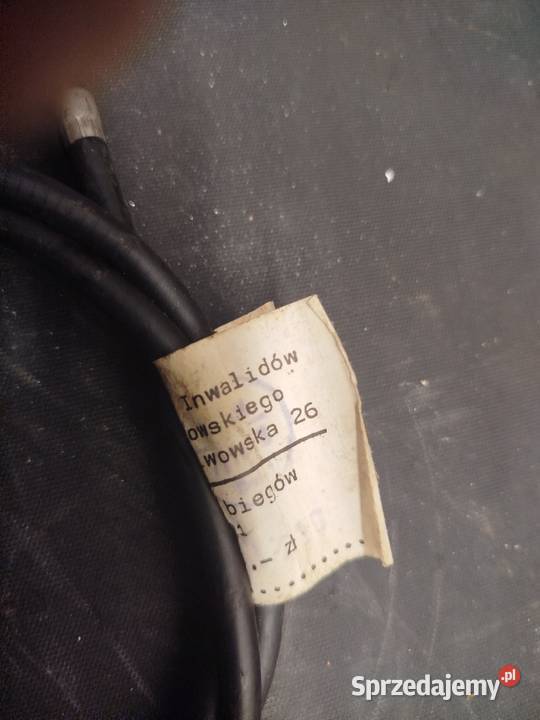 Inwalidów
owskiego
wowska 26
biegów
.- zł
Sprzedajemy.pl